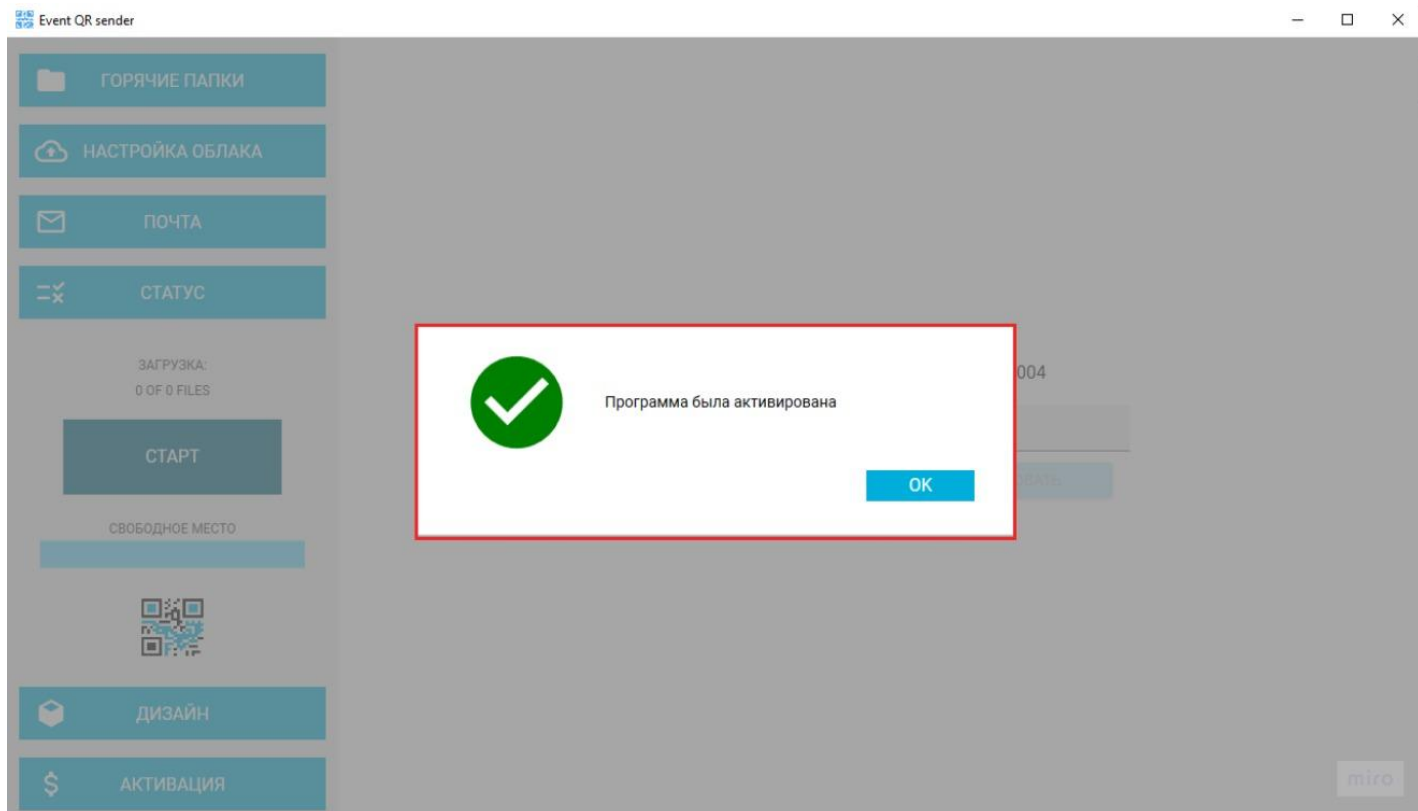 Event QR sender
ГОРЯЧИЕ ПАПКИ
НАСТРОЙКА ОБЛАКА
ПОЧТА
СТАТУС
ЗАГРУЗКА:
0 OF 0 FILES
СТАРТ
СВОБОДНОЕ МЕСТО
ДИЗАЙН
АКТИВАЦИЯ
004
Программа была активирована
OK
miro